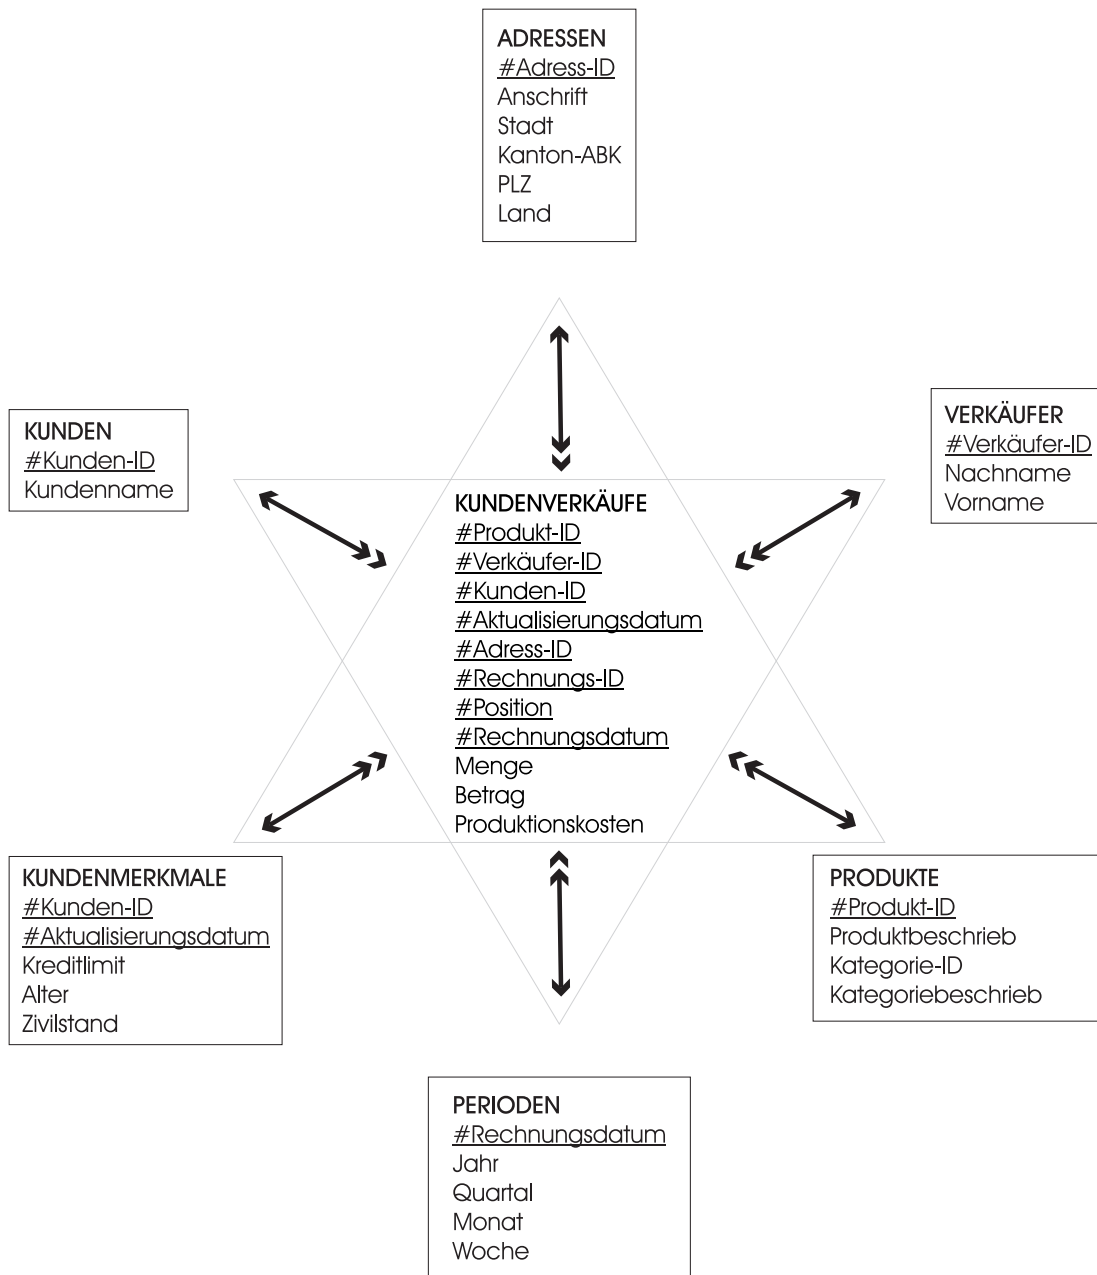 ADRESSEN
#Adress-ID
Anschrift
Stadt
Kanton-ABK
PLZ
Land
KUNDEN
#Kunden-ID
Kundenname
VERKÄUFER
#Verkäufer-ID
Nachname
Vorname
KUNDENVERKÄUFE
#Produkt-ID
#Verkäufer-ID
#Kunden-ID
#Aktualisierungsdatum
#Adress-ID
#Rechnungs-ID
#Position
#Rechnungsdatum
Menge
Betrag
Produktionskosten
KUNDENMERKMALE
#Kunden-ID
#Aktualisierungsdatum
Kreditlimit
Alter
Zivilstand
PRODUKTE
#Produkt-ID
Produktbeschrieb
Kategorie-ID
Kategoriebeschrieb
PERIODEN
#Rechnungsdatum
Jahr
Quartal
Monat
Woche